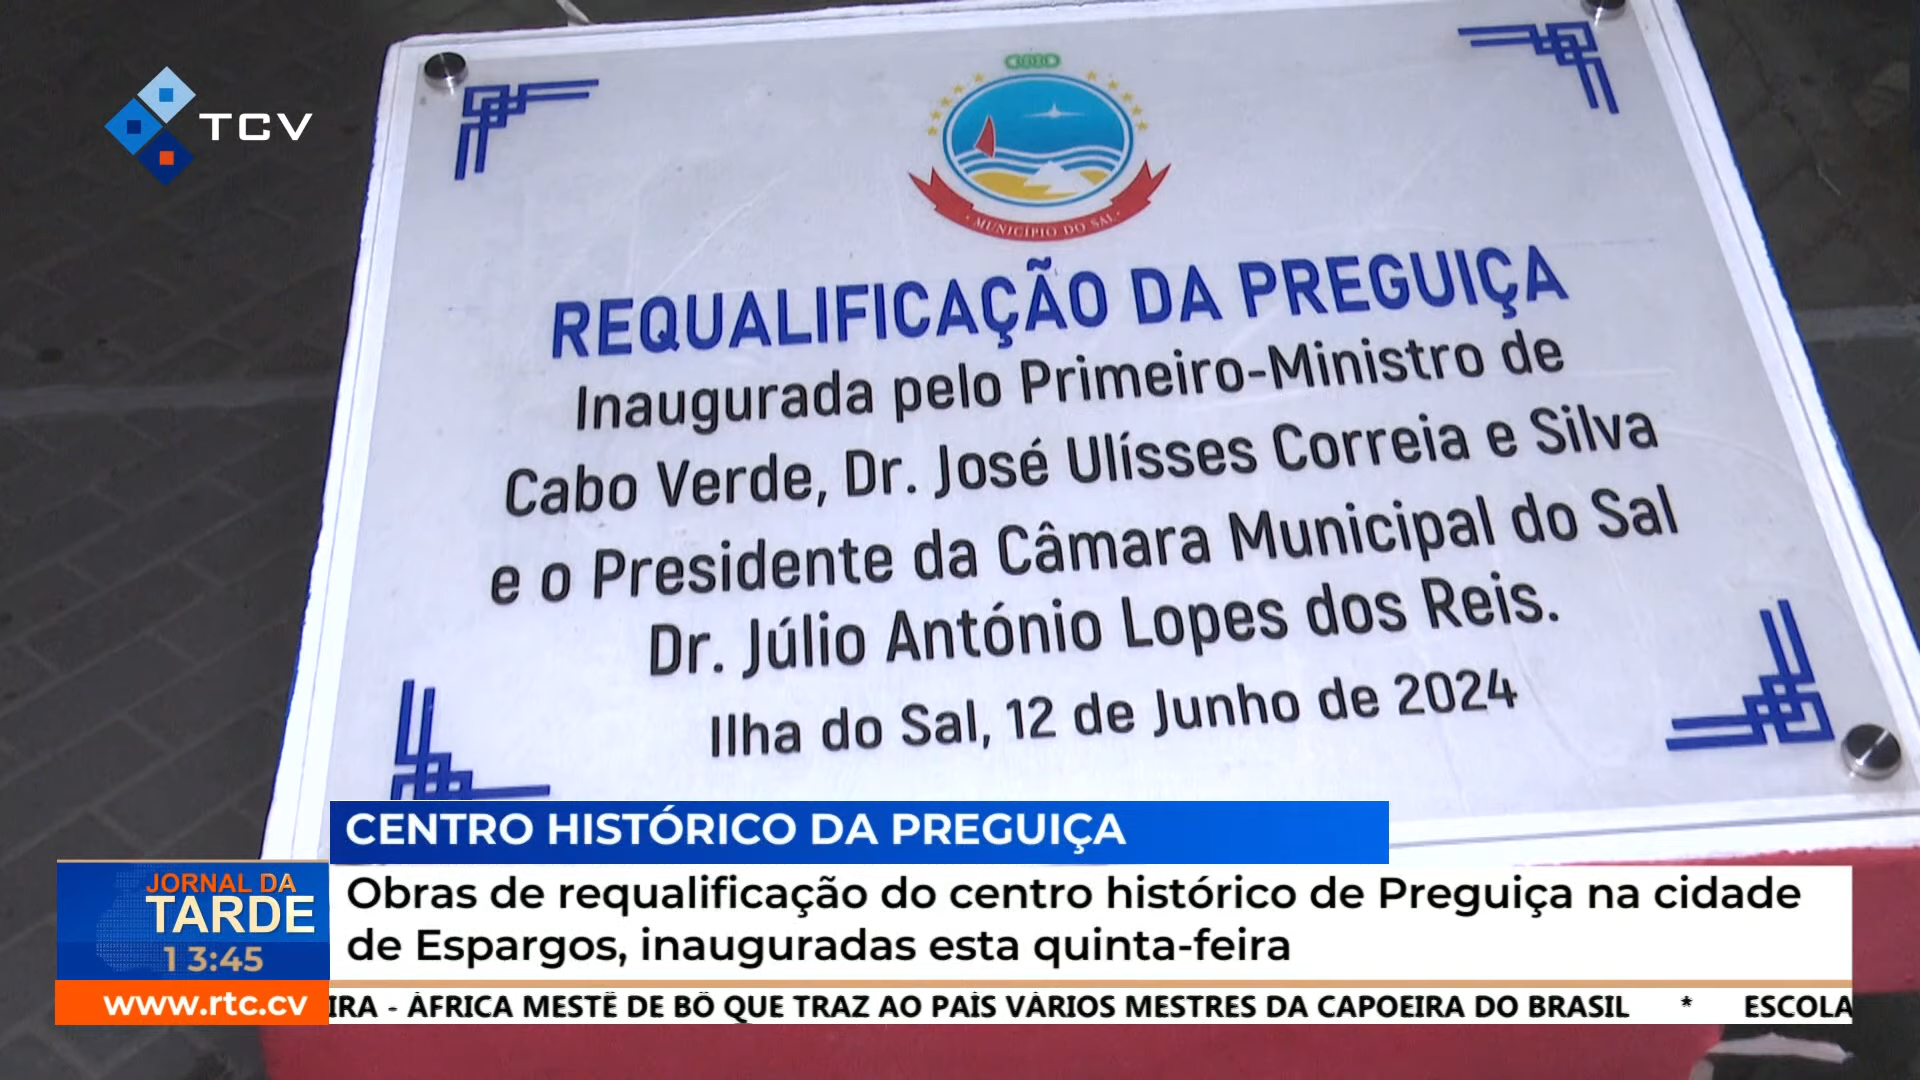 TCV
MUNICÍPIO DO SAL
REQUALIFICAÇÃO DA PREGUIÇA
Inaugurada pelo Primeiro-Ministro de
Cabo Verde, Dr. José Ulísses Correia e Silva
e o Presidente da Câmara Municipal do Sal
Dr. Júlio António Lopes dos Reis.
Ilha do Sal, 12 de Junho de 2024
CENTRO HISTÓRICO DA PREGUIÇA
JORNAL DA
TARDE
13:45
Obras de requalificação do centro histórico de Preguiça na cidade
de Espargos, inauguradas esta quinta-feira
www.rtc.cv
IRA - ÁFRICA MESTÊ DE BÔ QUE TRAZ AO PAÍS VÁRIOS MESTRES DA CAPOEIRA DO BRASIL * ESCOLA